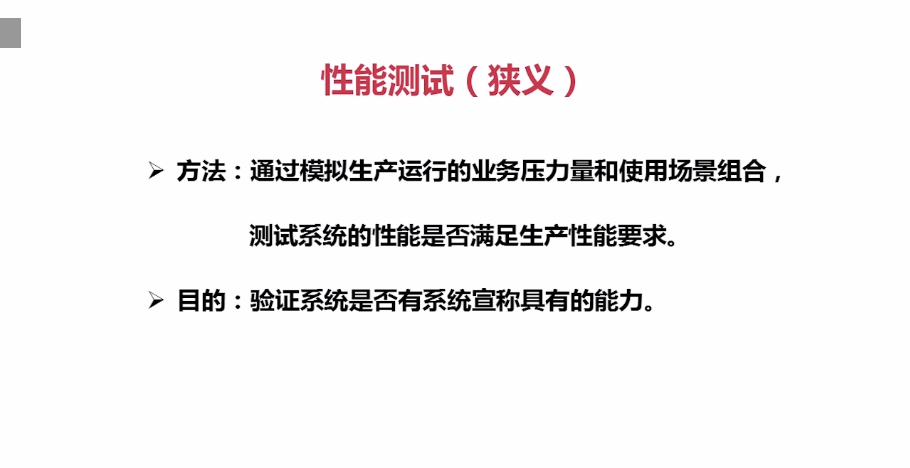 性能测试（狭义）
➢ 方法：通过模拟生产运行的业务压力量和使用场景组合，
测试系统的性能是否满足生产性能要求。
➢ 目的：验证系统是否有系统宣称具有的能力。